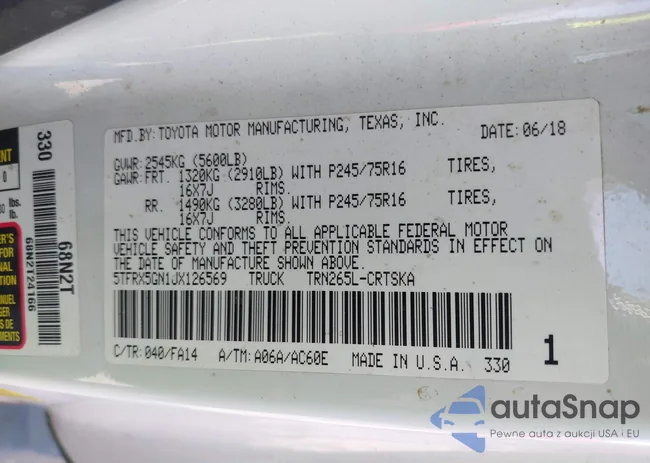 MFD.BY: TOYOTA MOTOR MANUFACTURING, TEXAS, INC. DATE: 06/18
GVWR: 2545KG (5600LB)
GAWR: FRT. 1320KG (2910LB) WITH P245/75R16 TIRES,
16X7J RIMS.
RR. 1490KG (3280LB) WITH P245/75R16 TIRES,
16X7J RIMS.
THIS VEHICLE CONFORMS TO ALL APPLICABLE FEDERAL MOTOR
VEHICLE SAFETY AND THEFT PREVENTION STANDARDS IN EFFECT ON
THE DATE OF MANUFACTURE SHOWN ABOVE.
5TFRX5GN1JX126569 TRUCK TRN265L-CRTSKA
C/TR: 040/FA14 A/TM: A06A/AC60E MADE IN U.S.A. 330 1
330
68N2T
68N2T24166
lbs.
lb.
autaSnap
Pewne auta z aukcji USA i EU